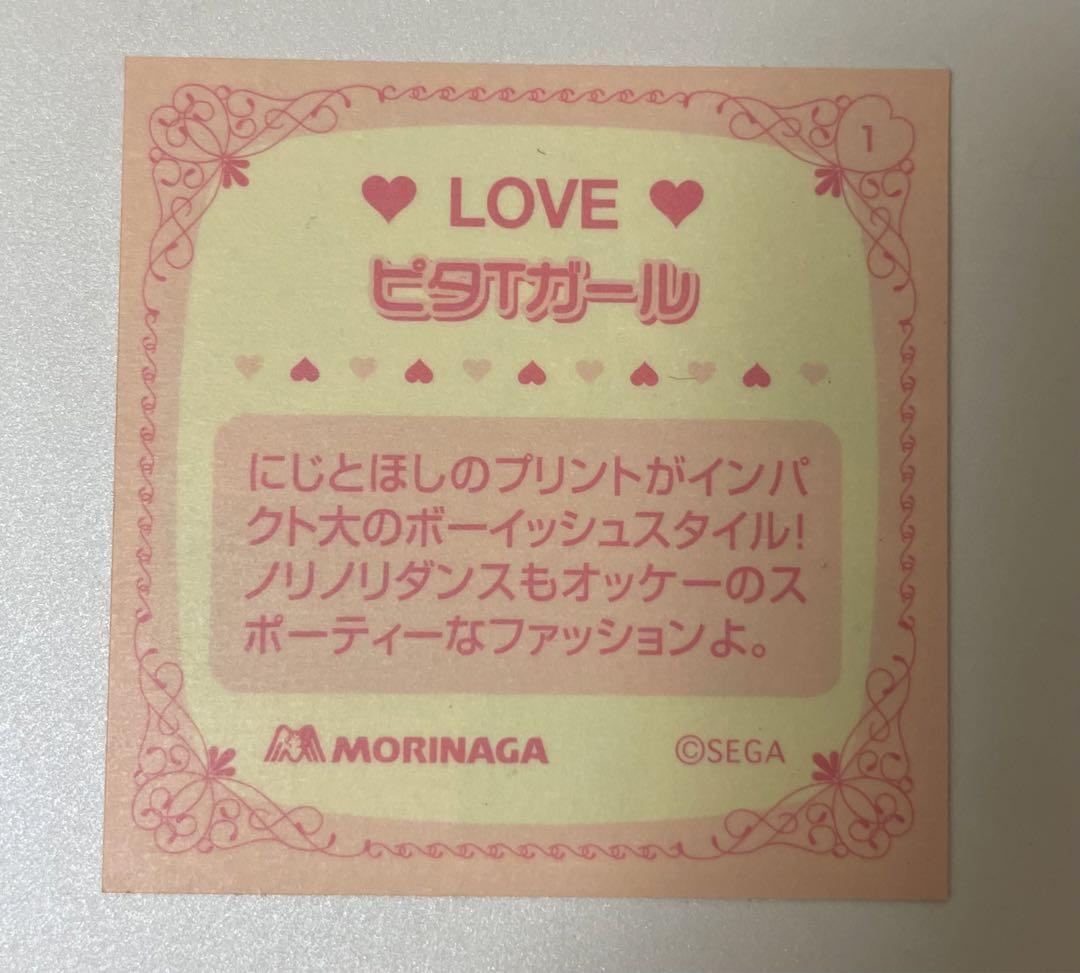 1
♥ LOVE ♥
ピタTガール
にじとほしのプリントがインパ
クト大のボーイッシュスタイル!
ノリノリダンスもオッケーのス
ポーティーなファッションよ。
MORINAGA ©SEGA